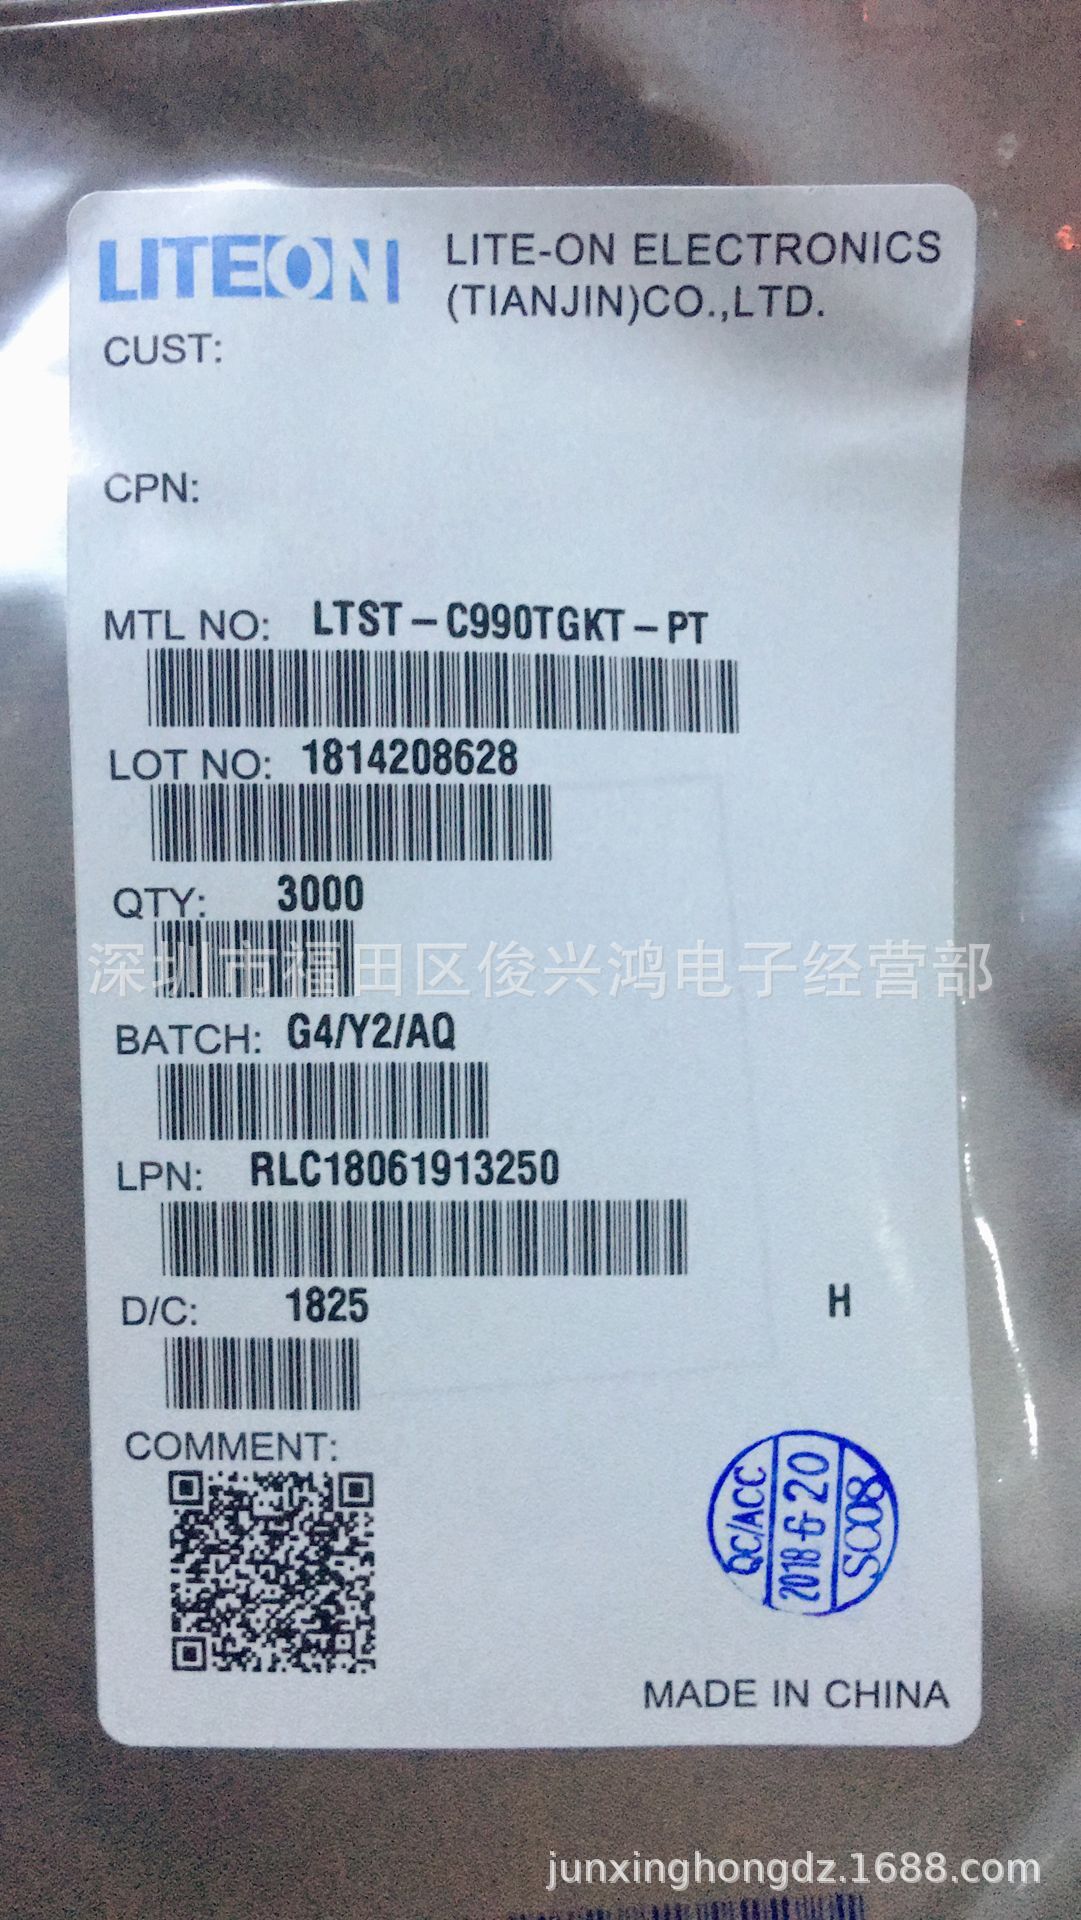 LITEON
LITE-ON ELECTRONICS
(TIANJIN)CO.,LTD.
CUST:
CPN:
MTL NO: LTST-C990TGKT-PT
LOT NO: 1814208628
QTY: 3000
深圳市福田区俊兴鸿电子经营部
BATCH: G4/Y2/AQ
LPN: RLC18061913250
D/C: 1825
H
COMMENT:
QC/ACC
2018-6-20
SC08
MADE IN CHINA
junxinghongdz.1688.com